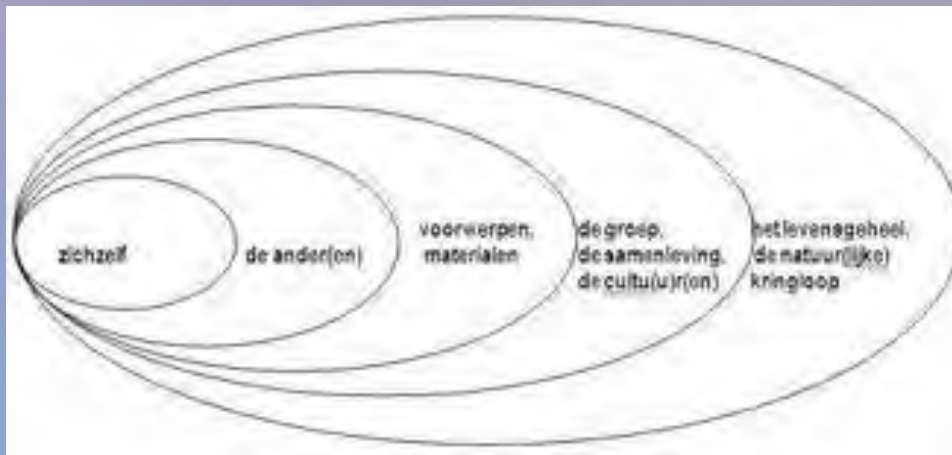 zichzelf
de ander(en)
voorwerpen,
materialen
de groep,
de samenleving,
de cultu(u)r(en)
het levensgeheel,
de natuur(lijke)
kringloop